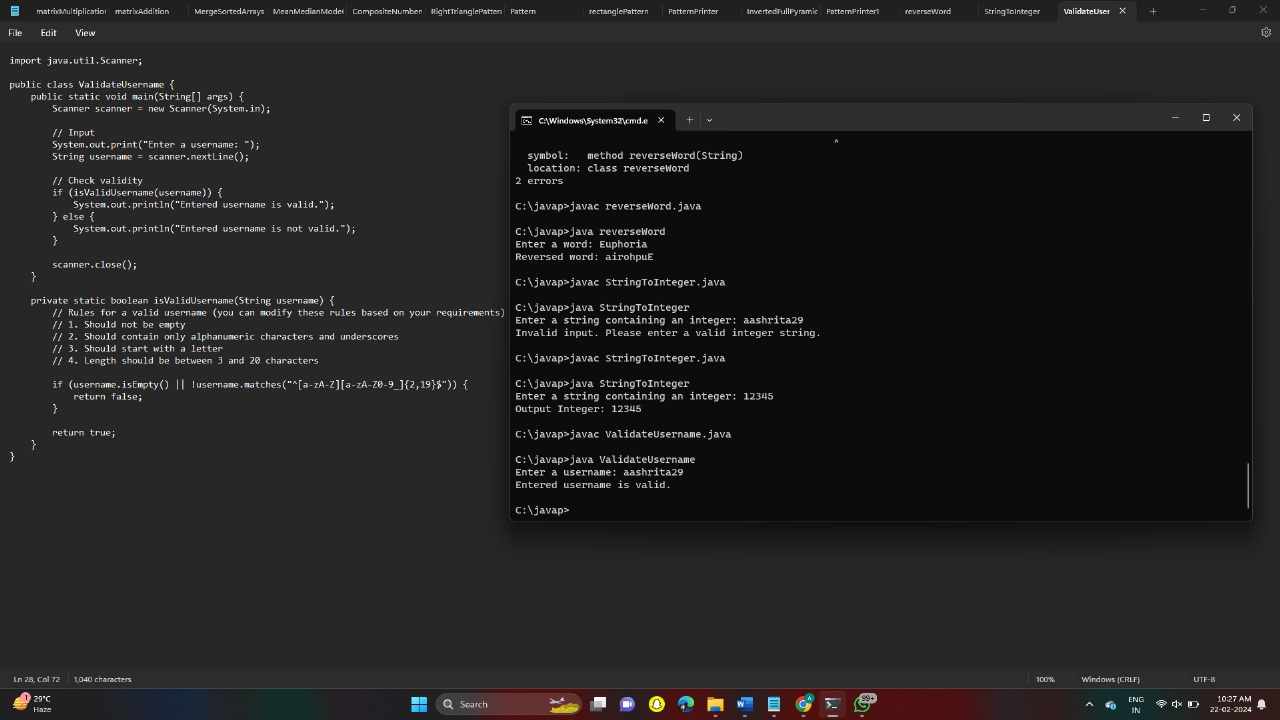 matrixMultiplication matrixAddition MergeSortedArrays MeanMedianMode CompositeNumber RightTrianglePattern Pattern rectanglePattern PatternPrinter InvertedFullPyramid PatternPrinter1 reverseWord StringToInteger ValidateUser
File Edit View
import java.util.Scanner;
public class ValidateUsername {
public static void main(String[] args) {
Scanner scanner = new Scanner(System.in);
// Input
System.out.print("Enter a username: ");
String username = scanner.nextLine();
// Check validity
if (isValidUsername(username)) {
System.out.println("Entered username is valid.");
} else {
System.out.println("Entered username is not valid.");
}
scanner.close();
}
private static boolean isValidUsername(String username) {
// Rules for a valid username (you can modify these rules based on your requirements)
// 1. Should not be empty
// 2. Should contain only alphanumeric characters and underscores
// 3. Should start with a letter
// 4. Length should be between 3 and 20 characters
if (username.isEmpty() || !username.matches("^[a-zA-Z][a-zA-Z0-9_]{2,19}$")) {
return false;
}
return true;
}
}
C:\Windows\System32\cmd.e
^
symbol: method reverseWord(String)
location: class reverseWord
2 errors
C:\javap>javac reverseWord.java
C:\javap>java reverseWord
Enter a word: Euphoria
Reversed word: airohpuE
C:\javap>javac StringToInteger.java
C:\javap>java StringToInteger
Enter a string containing an integer: aashrita29
Invalid input. Please enter a valid integer string.
C:\javap>javac StringToInteger.java
C:\javap>java StringToInteger
Enter a string containing an integer: 12345
Output Integer: 12345
C:\javap>javac ValidateUsername.java
C:\javap>java ValidateUsername
Enter a username: aashrita29
Entered username is valid.
C:\javap>
Ln 28, Col 72 1,040 characters 100% Windows (CRLF) UTF-8
1
29°C
Haze
Search
99+
ENG
IN
10:27 AM
22-02-2024